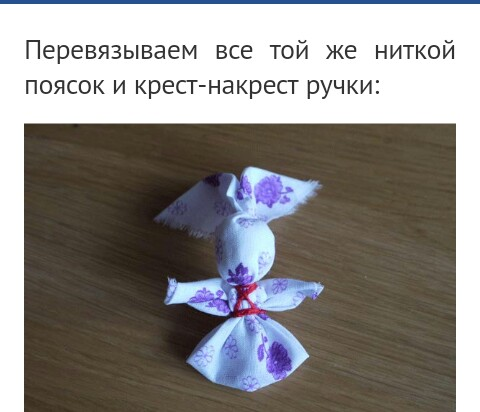 Перевязываем все той же ниткой
поясок и крест-накрест ручки: